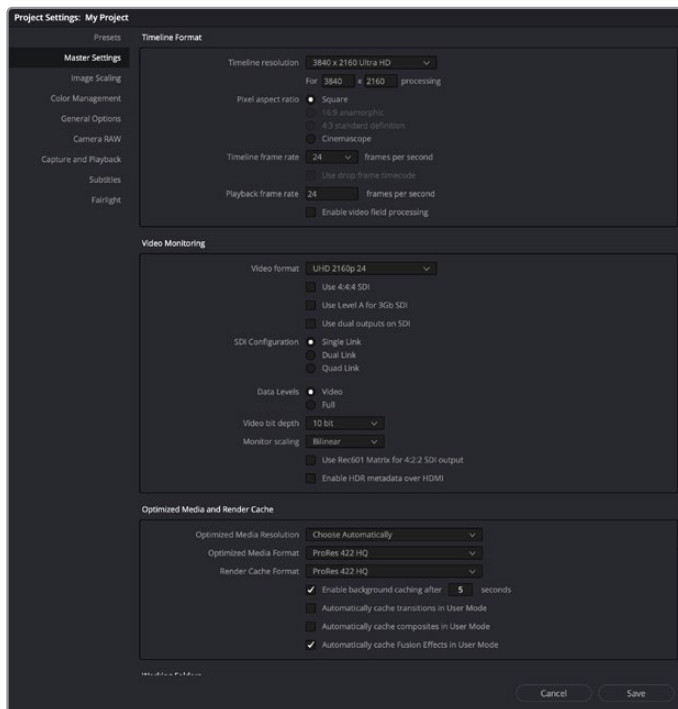 Project Settings: My Project
Presets
Master Settings
Image Scaling
Color Management
General Options
Camera RAW
Capture and Playback
Subtitles
Fairlight
Timeline Format
Timeline resolution 3840 x 2160 Ultra HD
For 3840 x 2160 processing
Pixel aspect ratio Square
16:9 anamorphic
4:3 standard definition
Cinemascope
Timeline frame rate 24 frames per second
Use drop frame timecode
Playback frame rate 24 frames per second
Enable video field processing
Video Monitoring
Video format UHD 2160p 24
Use 4:4:4 SDI
Use Level A for 3Gb SDI
Use dual outputs on SDI
SDI Configuration Single Link
Dual Link
Quad Link
Data Levels Video
Full
Video bit depth 10 bit
Monitor scaling Bilinear
Use Rec601 Matrix for 4:2:2 SDI output
Enable HDR metadata over HDMI
Optimized Media and Render Cache
Optimized Media Resolution Choose Automatically
Optimized Media Format ProRes 422 HQ
Render Cache Format ProRes 422 HQ
Enable background caching after 5 seconds
Automatically cache transitions in User Mode
Automatically cache composites in User Mode
Automatically cache Fusion Effects in User Mode
Working Folders
Cancel Save